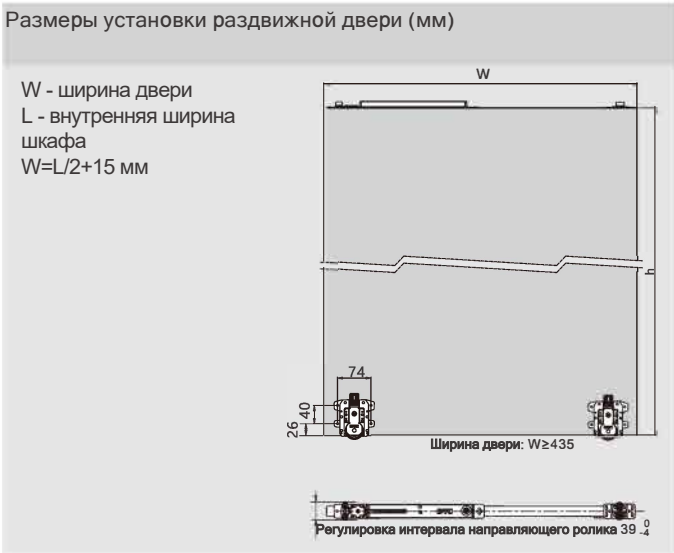 Размеры установки раздвижной двери (мм)
W - ширина двери
L - внутренняя ширина
шкафа
W=L/2+15 мм
W
h
74
40
26
Ширина двери: W≥435
DTC
Регулировка интервала направляющего ролика 39 0 -4